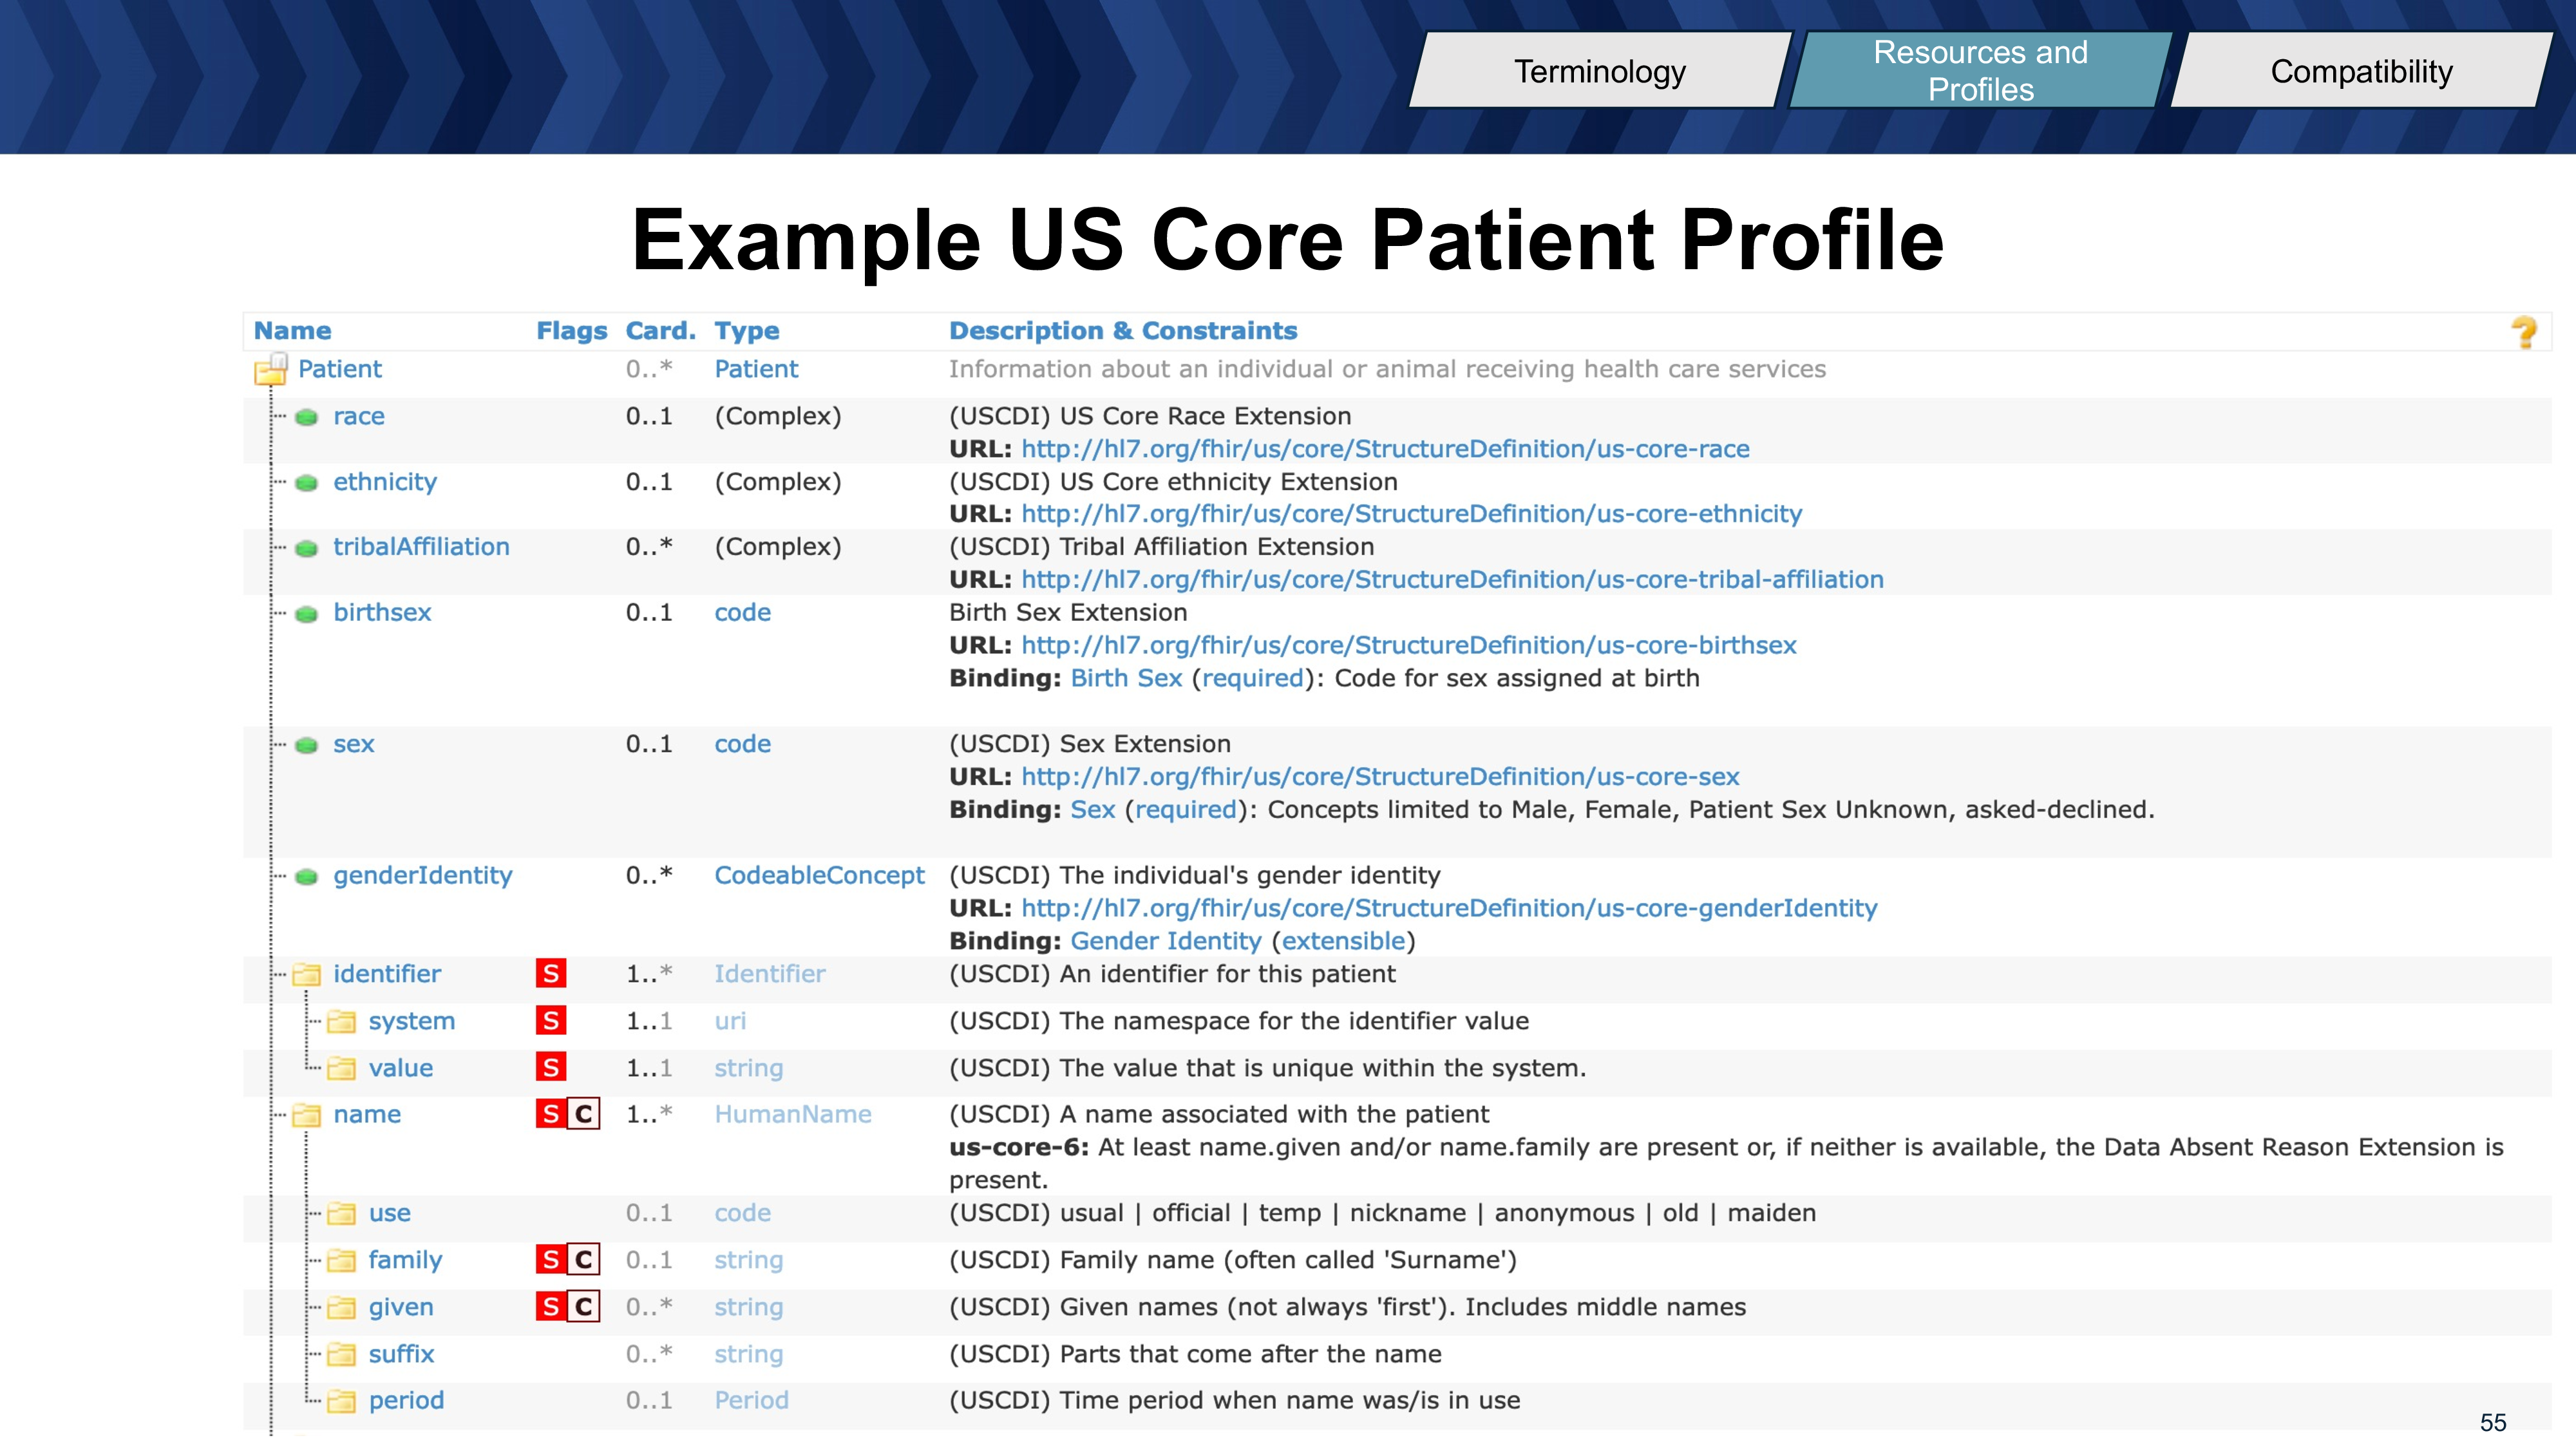 Terminology
Resources and
Profiles
Compatibility
Example US Core Patient Profile
Name Flags Card. Type Description & Constraints ?
Patient 0..* Patient Information about an individual or animal receiving health care services
race 0..1 (Complex) (USCDI) US Core Race Extension
URL: http://hl7.org/fhir/us/core/StructureDefinition/us-core-race
ethnicity 0..1 (Complex) (USCDI) US Core ethnicity Extension
URL: http://hl7.org/fhir/us/core/StructureDefinition/us-core-ethnicity
tribalAffiliation 0..* (Complex) (USCDI) Tribal Affiliation Extension
URL: http://hl7.org/fhir/us/core/StructureDefinition/us-core-tribal-affiliation
birthsex 0..1 code Birth Sex Extension
URL: http://hl7.org/fhir/us/core/StructureDefinition/us-core-birthsex
Binding: Birth Sex (required): Code for sex assigned at birth
sex 0..1 code (USCDI) Sex Extension
URL: http://hl7.org/fhir/us/core/StructureDefinition/us-core-sex
Binding: Sex (required): Concepts limited to Male, Female, Patient Sex Unknown, asked-declined.
genderIdentity 0..* CodeableConcept (USCDI) The individual's gender identity
URL: http://hl7.org/fhir/us/core/StructureDefinition/us-core-genderIdentity
Binding: Gender Identity (extensible)
identifier S 1..* Identifier (USCDI) An identifier for this patient
system S 1..1 uri (USCDI) The namespace for the identifier value
value S 1..1 string (USCDI) The value that is unique within the system.
name S C 1..* HumanName (USCDI) A name associated with the patient
us-core-6: At least name.given and/or name.family are present or, if neither is available, the Data Absent Reason Extension is
present.
use 0..1 code (USCDI) usual | official | temp | nickname | anonymous | old | maiden
family S C 0..1 string (USCDI) Family name (often called 'Surname')
given S C 0..* string (USCDI) Given names (not always 'first'). Includes middle names
suffix 0..* string (USCDI) Parts that come after the name
period 0..1 Period (USCDI) Time period when name was/is in use
55